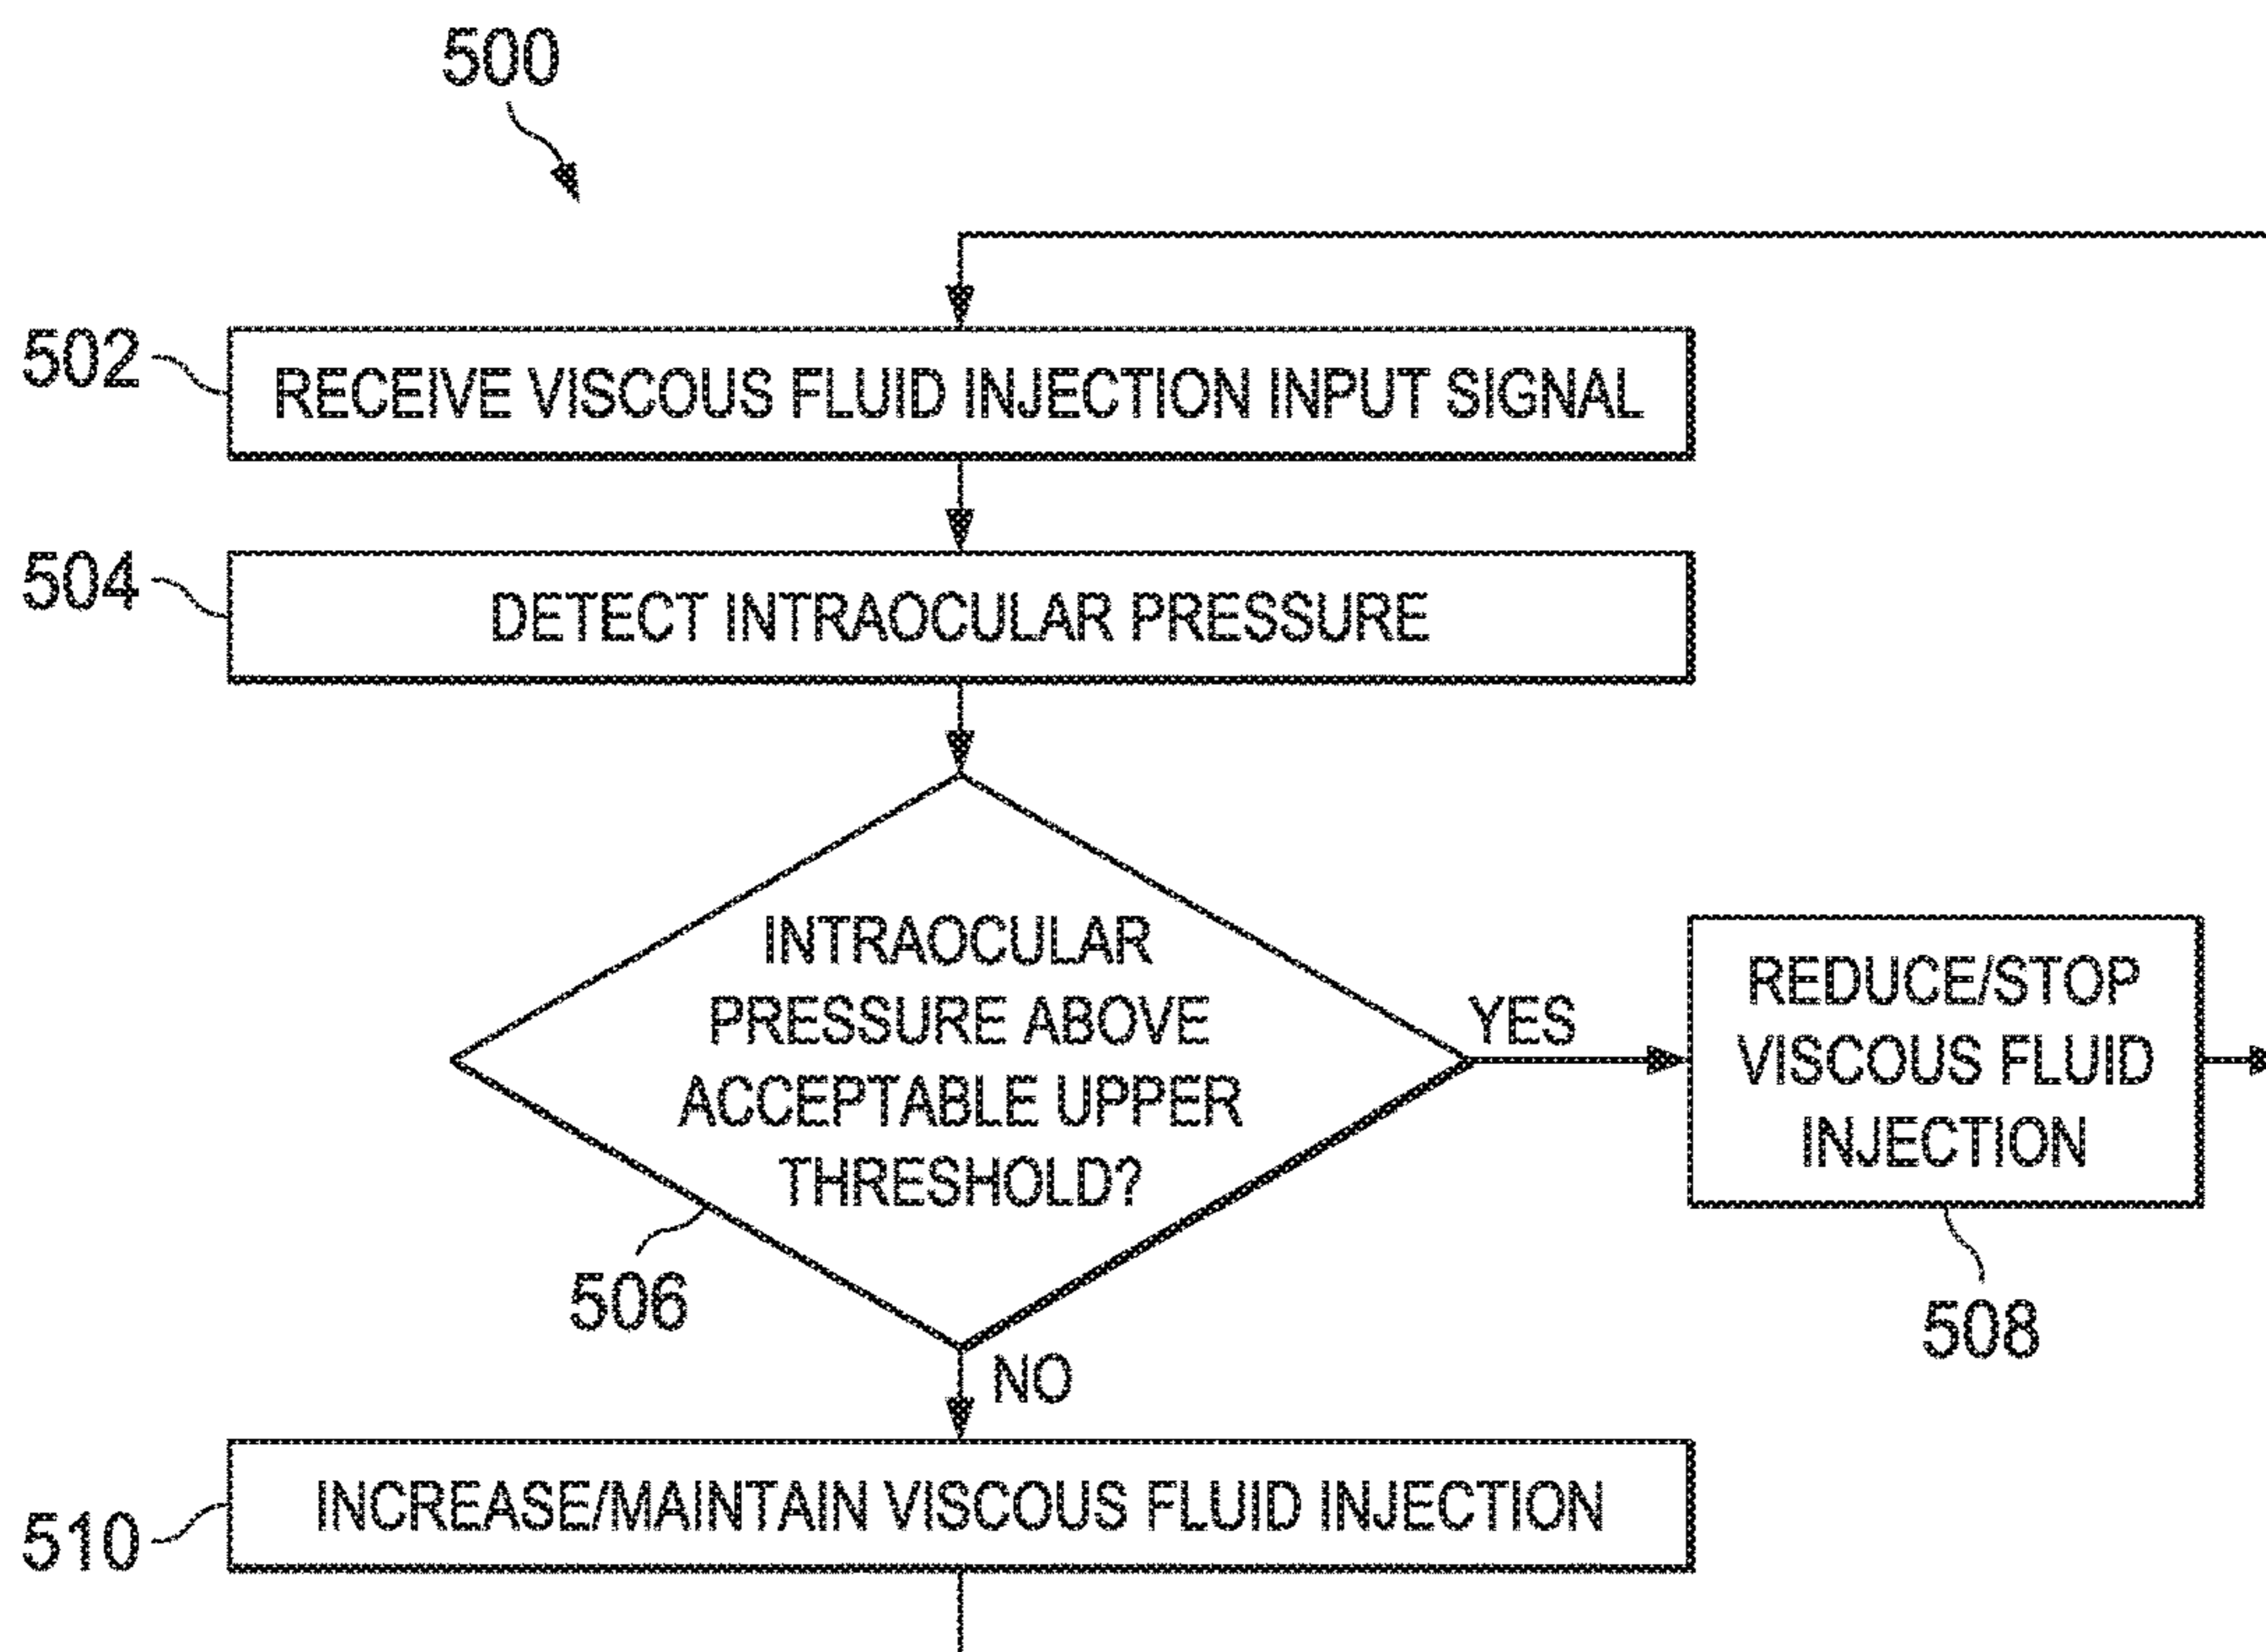 500
502
RECEIVE VISCOUS FLUID INJECTION INPUT SIGNAL
504
DETECT INTRAOCULAR PRESSURE
INTRAOCULAR
PRESSURE ABOVE
ACCEPTABLE UPPER
THRESHOLD?
506
YES
REDUCE/STOP
VISCOUS FLUID
INJECTION
508
NO
510
INCREASE/MAINTAIN VISCOUS FLUID INJECTION